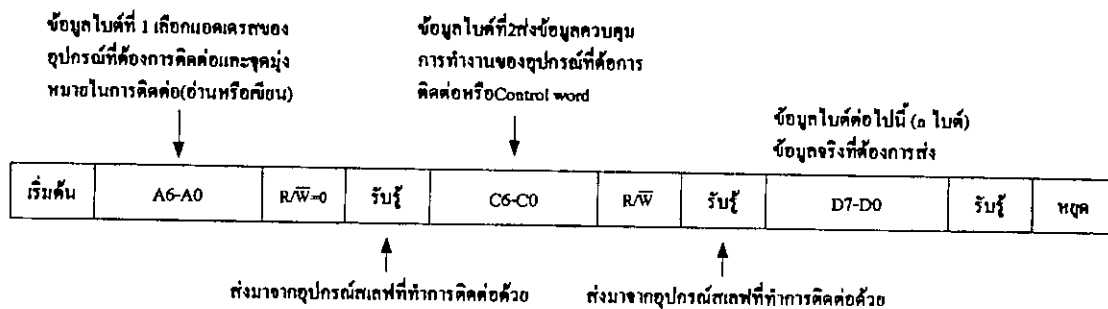 ข้อมูลไบต์ที่ 1 เลือกแอดเดรสของ
อุปกรณ์ที่ต้องการติดต่อและจุดมุ่ง
หมายในการติดต่อ(อ่านหรือเขียน)
ข้อมูลไบต์ที่2ส่งข้อมูลควบคุม
การทำงานของอุปกรณ์ที่ต้อการ
ติดต่อหรือControl word
ข้อมูลไบต์ต่อไปนี้ (n ไบต์)
ข้อมูลจริงที่ต้องการส่ง
เริ่มต้น A6-A0 R/W̅=0 รับรู้ C6-C0 R/W̅ รับรู้ D7-D0 รับรู้ หยุด
ส่งมาจากอุปกรณ์สเลฟที่ทำการติดต่อด้วย ส่งมาจากอุปกรณ์สเลฟที่ทำการติดต่อด้วย